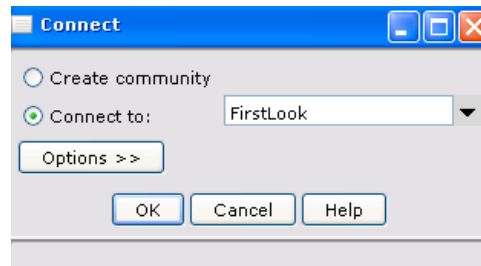 Connect
Create community
Connect to: FirstLook
Options >>
OK Cancel Help